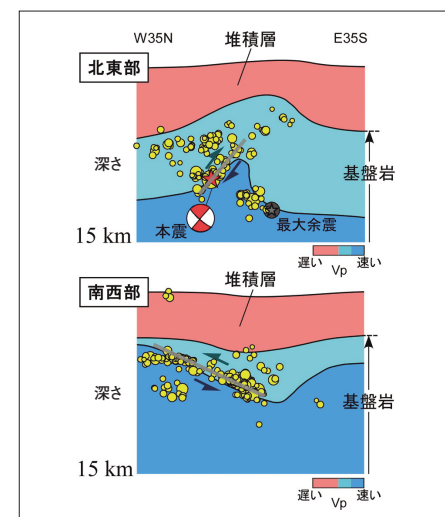 W35N
堆積層
E35S
北東部
深さ
基盤岩
本震
最大余震
15 km
遅い
速い
Vp
南西部
堆積層
深さ
基盤岩
15 km
遅い
速い
Vp